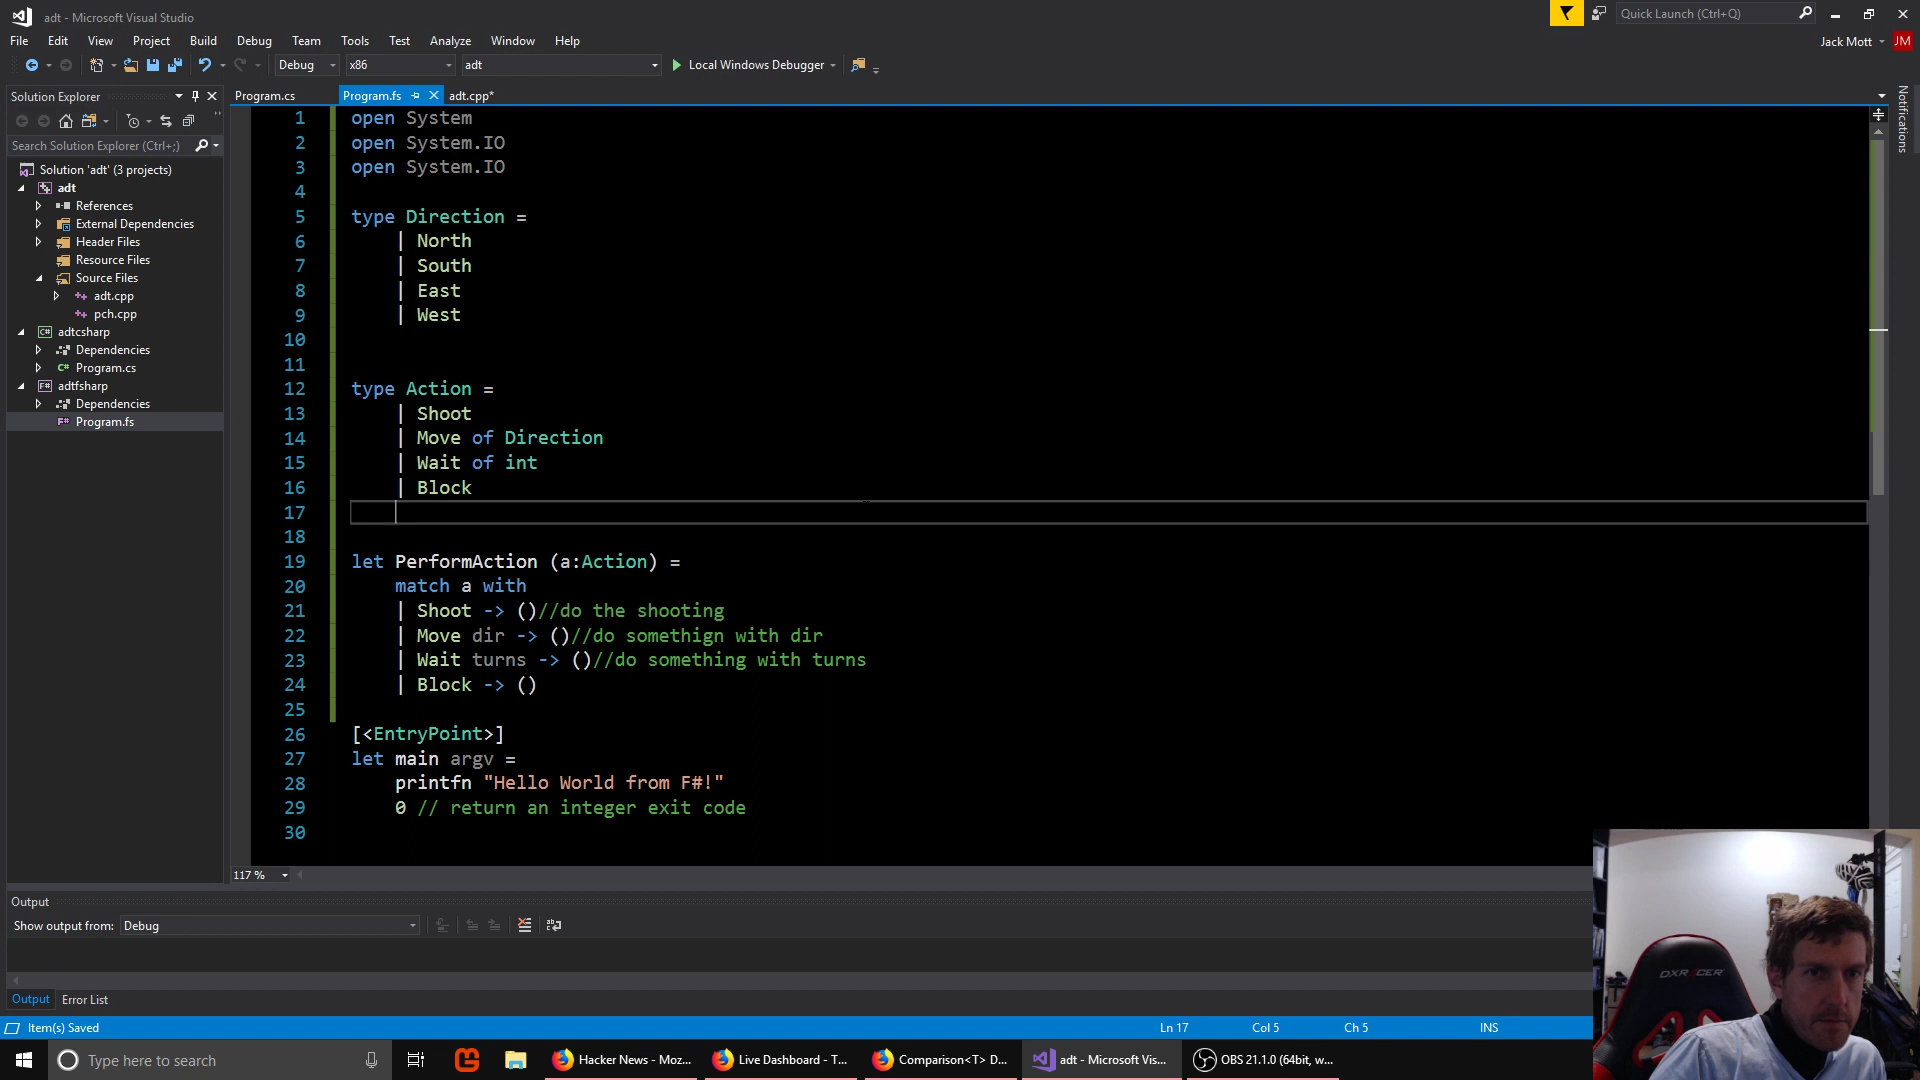 adt - Microsoft Visual Studio
Quick Launch (Ctrl+Q)
File Edit View Project Build Debug Team Tools Test Analyze Window Help
Jack Mott JM
Debug x86 adt Local Windows Debugger
Solution Explorer
Program.cs Program.fs adt.cpp*
Notifications
Search Solution Explorer (Ctrl+;)
Solution 'adt' (3 projects)
adt
References
External Dependencies
Header Files
Resource Files
Source Files
adt.cpp
pch.cpp
adtcsharp
Dependencies
C# Program.cs
adtfsharp
Dependencies
F# Program.fs
1 open System
2 open System.IO
3 open System.IO
4
5 type Direction =
6 | North
7 | South
8 | East
9 | West
10
11
12 type Action =
13 | Shoot
14 | Move of Direction
15 | Wait of int
16 | Block
17
18
19 let PerformAction (a:Action) =
20 match a with
21 | Shoot -> ()//do the shooting
22 | Move dir -> ()//do somethign with dir
23 | Wait turns -> ()//do something with turns
24 | Block -> ()
25
26 [<EntryPoint>]
27 let main argv =
28 printfn "Hello World from F#!"
29 0 // return an integer exit code
30
117 %
Output
Show output from: Debug
Output Error List
Item(s) Saved Ln 17 Col 5 Ch 5 INS
DXRACER
Type here to search
Hacker News - Moz...
Live Dashboard - T...
Comparison<T> D...
adt - Microsoft Vis...
OBS 21.1.0 (64bit, w...